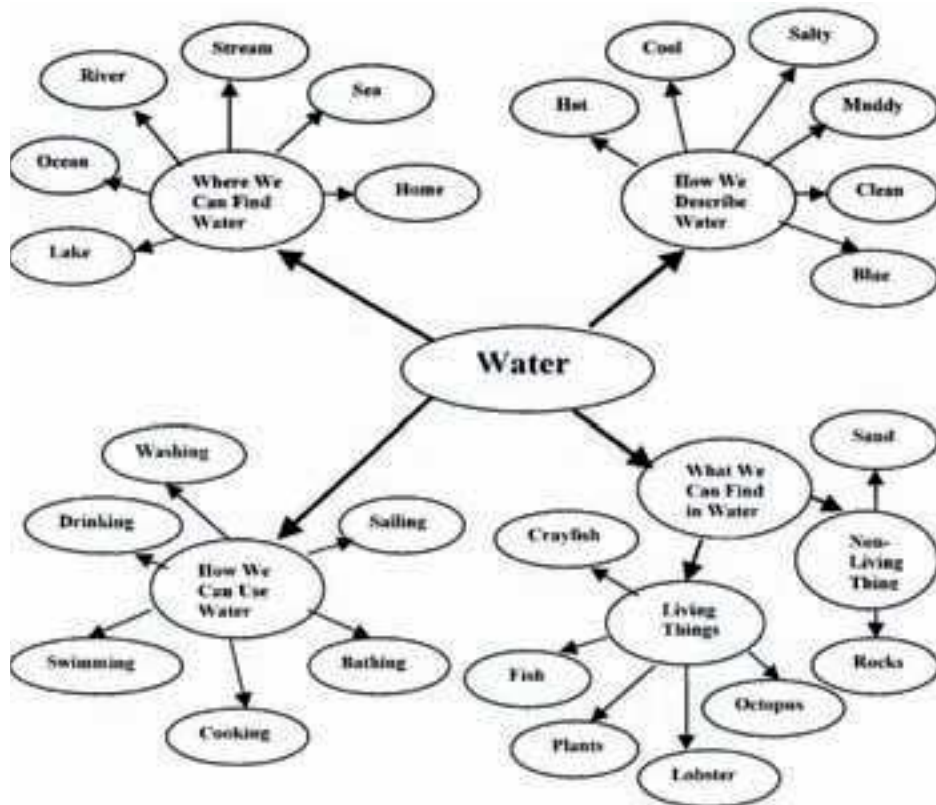 Stream
River
Sea
Ocean
Home
Lake
Where We
Can Find
Water
Cool
Salty
Hot
Muddy
Clean
Blue
How We
Describe
Water
Water
Washing
Drinking
Sailing
How We
Can Use
Water
Swimming
Bathing
Cooking
What We
Can Find
in Water
Sand
Non-
Living
Thing
Rocks
Crayfish
Living
Things
Fish
Octopus
Plants
Lobster